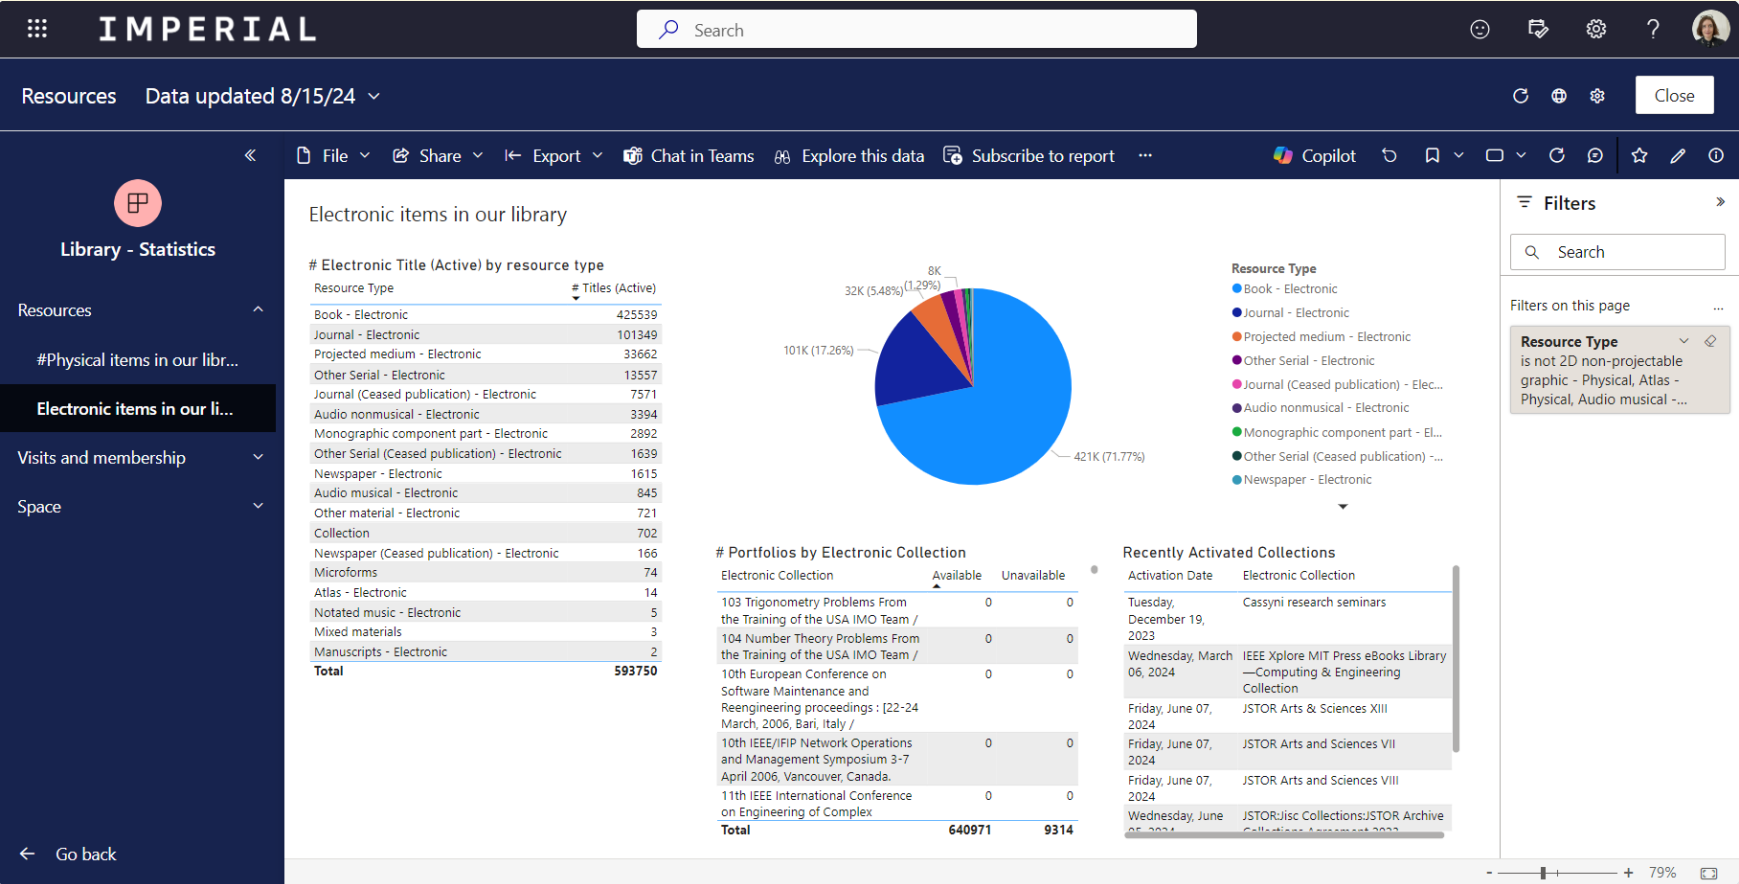 IMPERIAL
Search
Resources
Data updated 8/15/24
Close
File
Share
Export
Chat in Teams
Explore this data
Subscribe to report
...
Copilot
Library - Statistics
Resources
#Physical items in our libr...
Electronic items in our li...
Visits and membership
Space
Go back
Electronic items in our library
# Electronic Title (Active) by resource type
Resource Type # Titles (Active)
Book - Electronic 425539
Journal - Electronic 101349
Projected medium - Electronic 33662
Other Serial - Electronic 13557
Journal (Ceased publication) - Electronic 7571
Audio nonmusical - Electronic 3394
Monographic component part - Electronic 2892
Other Serial (Ceased publication) - Electronic 1639
Newspaper - Electronic 1615
Audio musical - Electronic 845
Other material - Electronic 721
Collection 702
Newspaper (Ceased publication) - Electronic 166
Microforms 74
Atlas - Electronic 14
Notated music - Electronic 5
Mixed materials 3
Manuscripts - Electronic 2
Total 593750
8K
(1.29%)
32K (5.48%)
101K (17.26%)
421K (71.77%)
Resource Type
Book - Electronic
Journal - Electronic
Projected medium - Electronic
Other Serial - Electronic
Journal (Ceased publication) - Elec...
Audio nonmusical - Electronic
Monographic component part - El...
Other Serial (Ceased publication) -...
Newspaper - Electronic
# Portfolios by Electronic Collection
Electronic Collection Available Unavailable
103 Trigonometry Problems From 0 0
the Training of the USA IMO Team /
104 Number Theory Problems From 0 0
the Training of the USA IMO Team /
10th European Conference on 0 0
Software Maintenance and
Reengineering proceedings : [22-24
March, 2006, Bari, Italy /
10th IEEE/IFIP Network Operations 0 0
and Management Symposium 3-7
April 2006, Vancouver, Canada.
11th IEEE International Conference 0 0
on Engineering of Complex
Total 640971 9314
Recently Activated Collections
Activation Date Electronic Collection
Tuesday, Cassyni research seminars
December 19,
2023
Wednesday, March IEEE Xplore MIT Press eBooks Library
06, 2024 —Computing & Engineering
Collection
Friday, June 07, JSTOR Arts & Sciences XIII
2024
Friday, June 07, JSTOR Arts and Sciences VII
2024
Friday, June 07, JSTOR Arts and Sciences VIII
2024
Wednesday, June JSTOR:Jisc Collections:JSTOR Archive
05, 2024 Collections Agreement 2023
Filters
Search
Filters on this page
...
Resource Type
is not 2D non-projectable
graphic - Physical, Atlas -
Physical, Audio musical -...
- + 79%